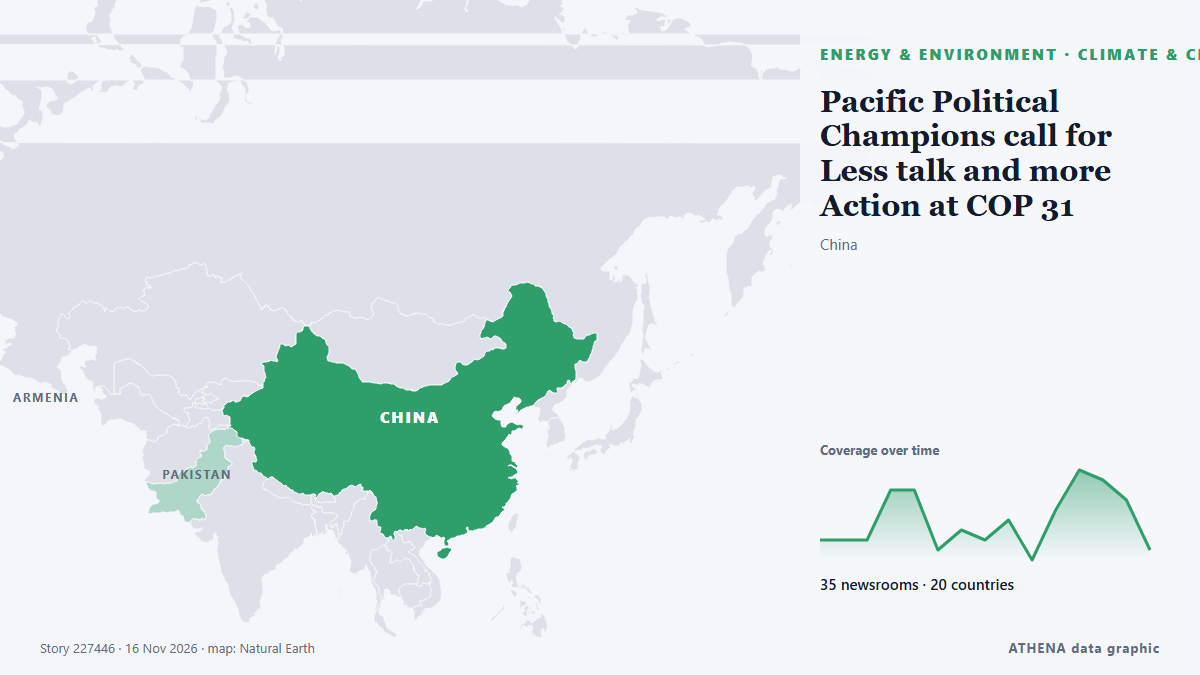 ENERGY & ENVIRONMENT · CLIMATE &
Pacific Political
Champions call for
Less talk and more
Action at COP 31
China
ARMENIA
CHINA
PAKISTAN
Coverage over time
35 newsrooms · 20 countries
Story 227446 · 16 Nov 2026 · map: Natural Earth
ATHENA data graphic